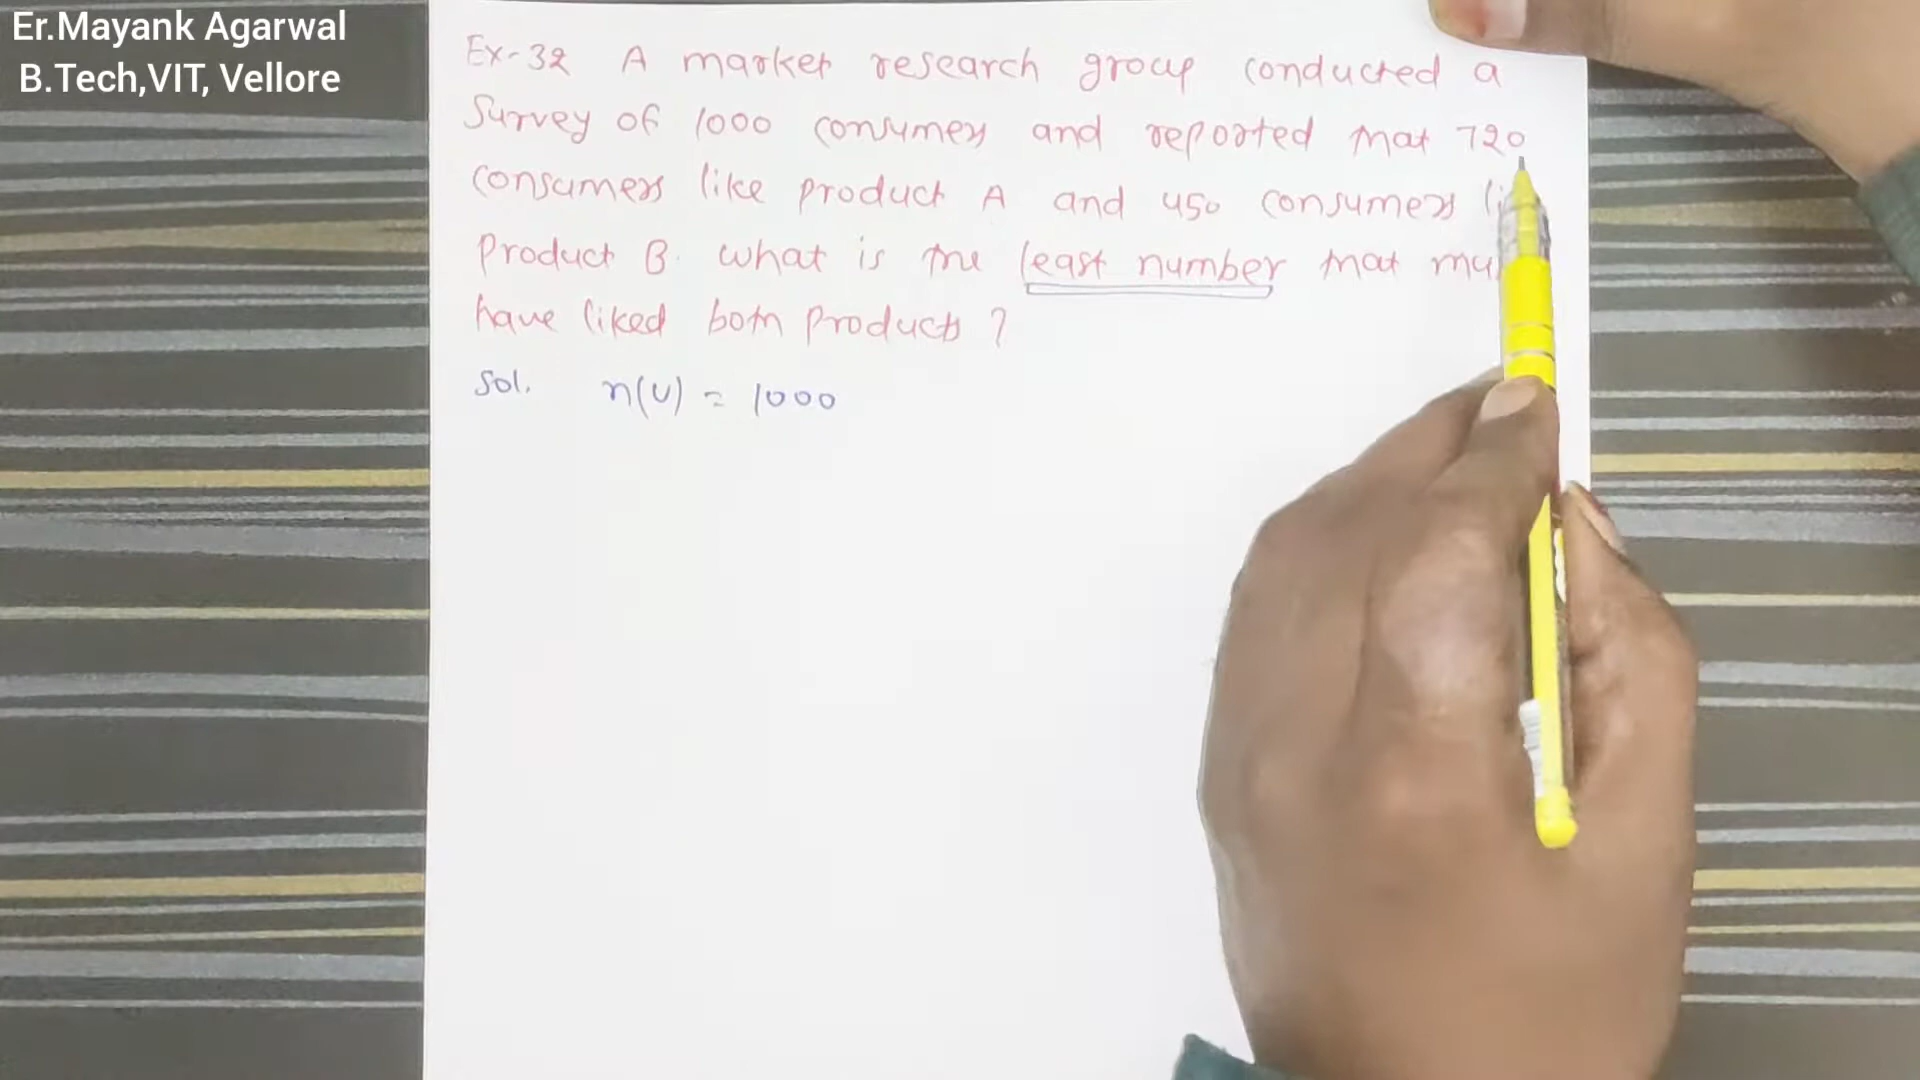 Er.Mayank Agarwal
B.Tech,VIT, Vellore
Ex-32 A market research group conducted a
Survey of 1000 consumers and reported that 720
consumers like product A and 450 consumers
product B. what is the least number that
have liked both products ?
Sol. n(U) = 1000